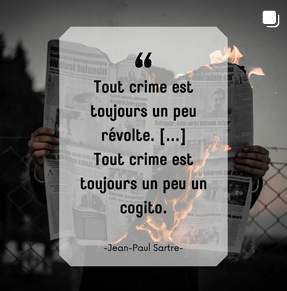 “
Tout crime est
toujours un peu
révolte. [...]
Tout crime est
toujours un peu un
cogito.
-Jean-Paul Sartre-